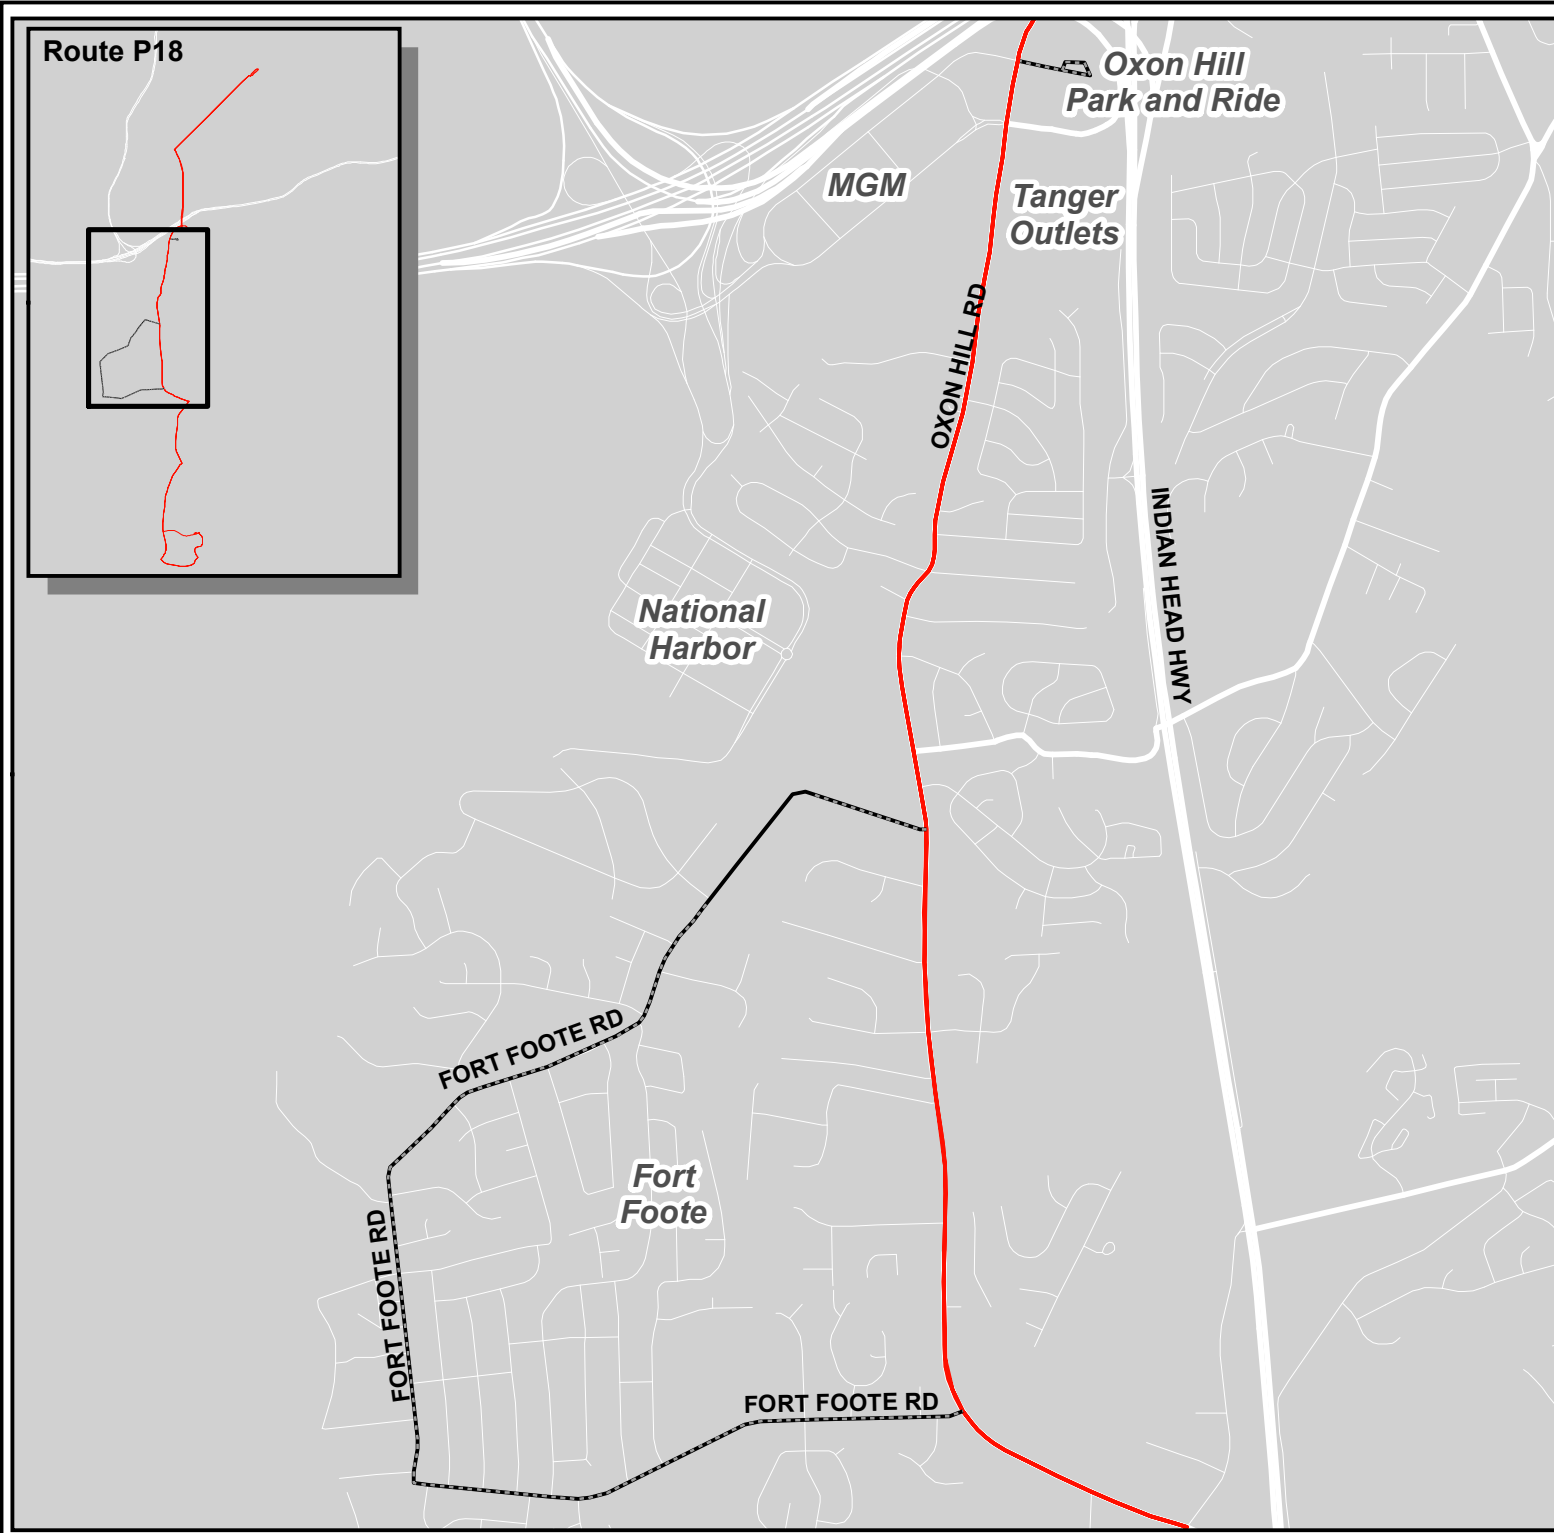 Route P18
Oxon Hill
Park and Ride
MGM
Tanger
Outlets
OXON HILL RD
INDIAN HEAD HWY
National
Harbor
FORT FOOTE RD
Fort
Foote
FORT FOOTE RD
FORT FOOTE RD